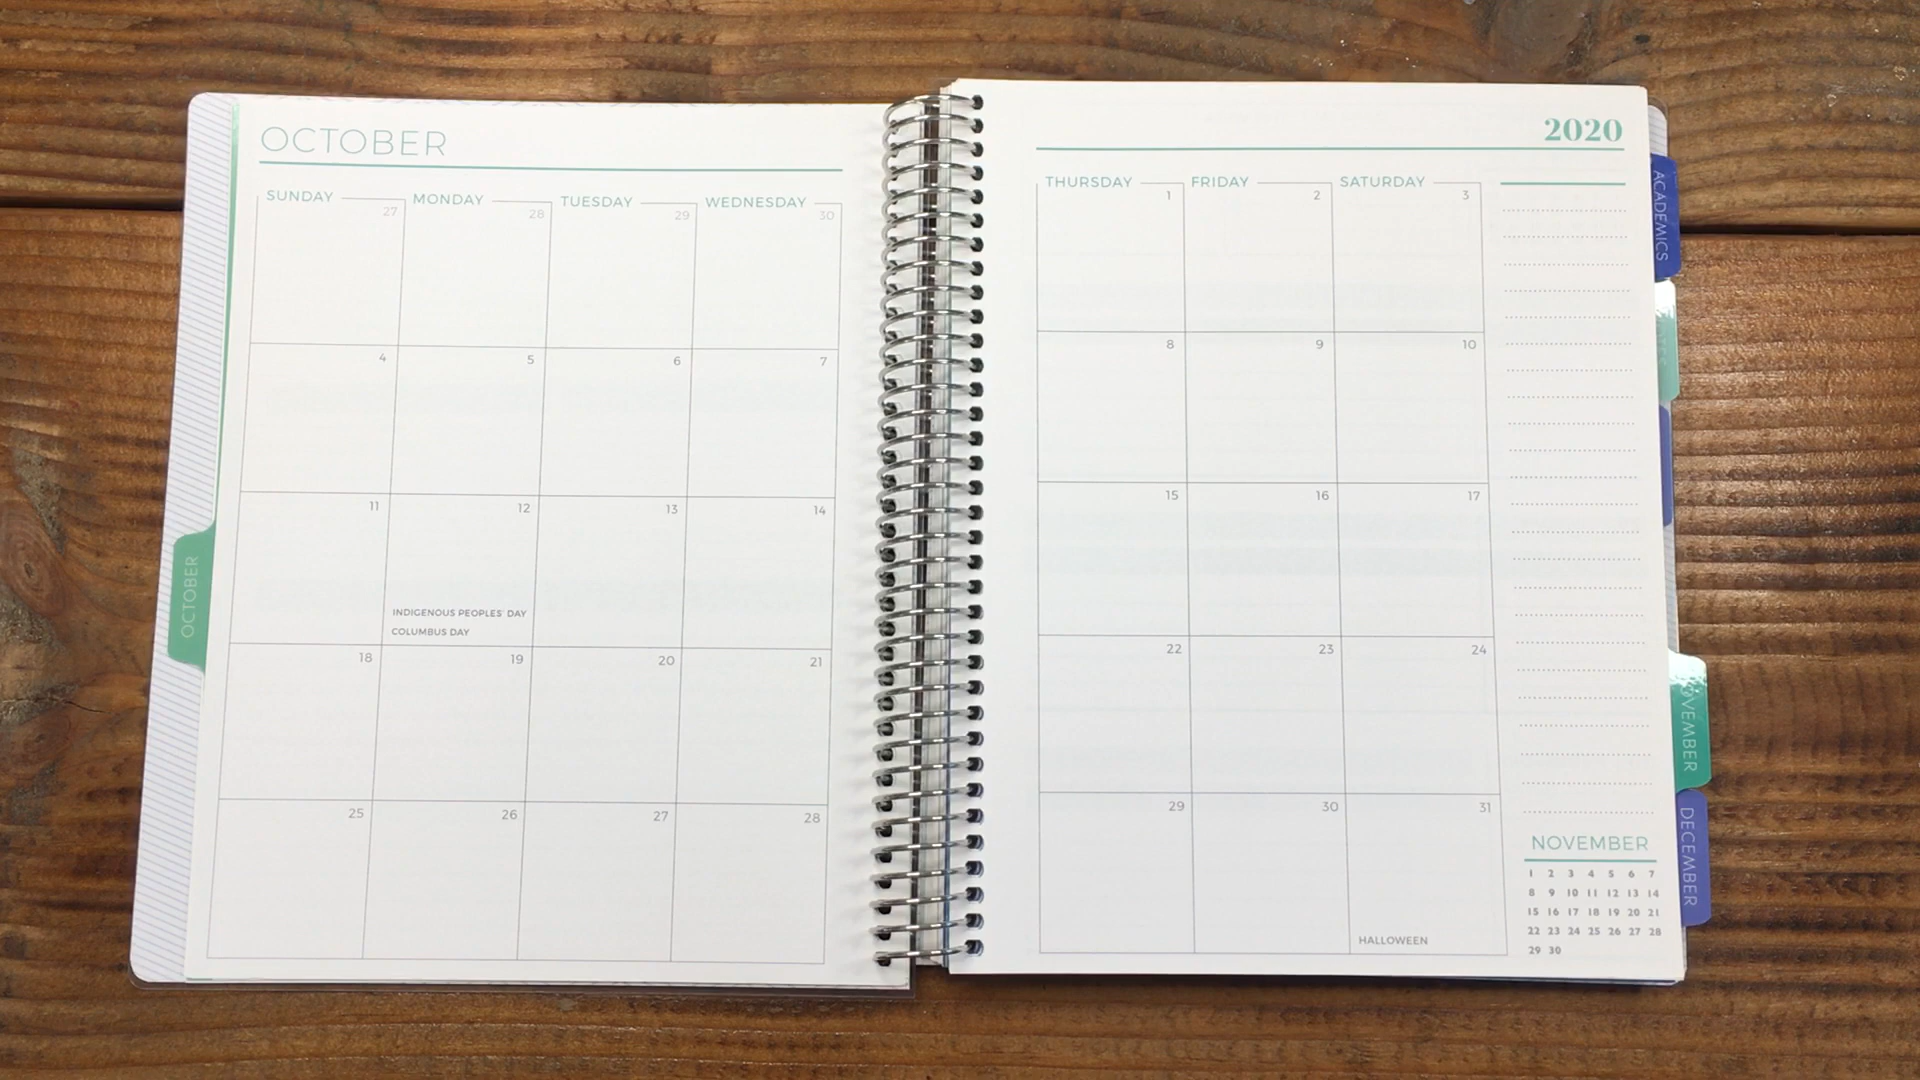 OCTOBER
2020
SUNDAY MONDAY TUESDAY WEDNESDAY THURSDAY FRIDAY SATURDAY
27 28 29 30 1 2 3
4 5 6 7 8 9 10
11 12 13 14 15 16 17
INDIGENOUS PEOPLES' DAY
COLUMBUS DAY
18 19 20 21 22 23 24
25 26 27 28 29 30 31
HALLOWEEN
NOVEMBER
1 2 3 4 5 6 7
8 9 10 11 12 13 14
15 16 17 18 19 20 21
22 23 24 25 26 27 28
29 30
OCTOBER
ACADEMICS
DECEMBER